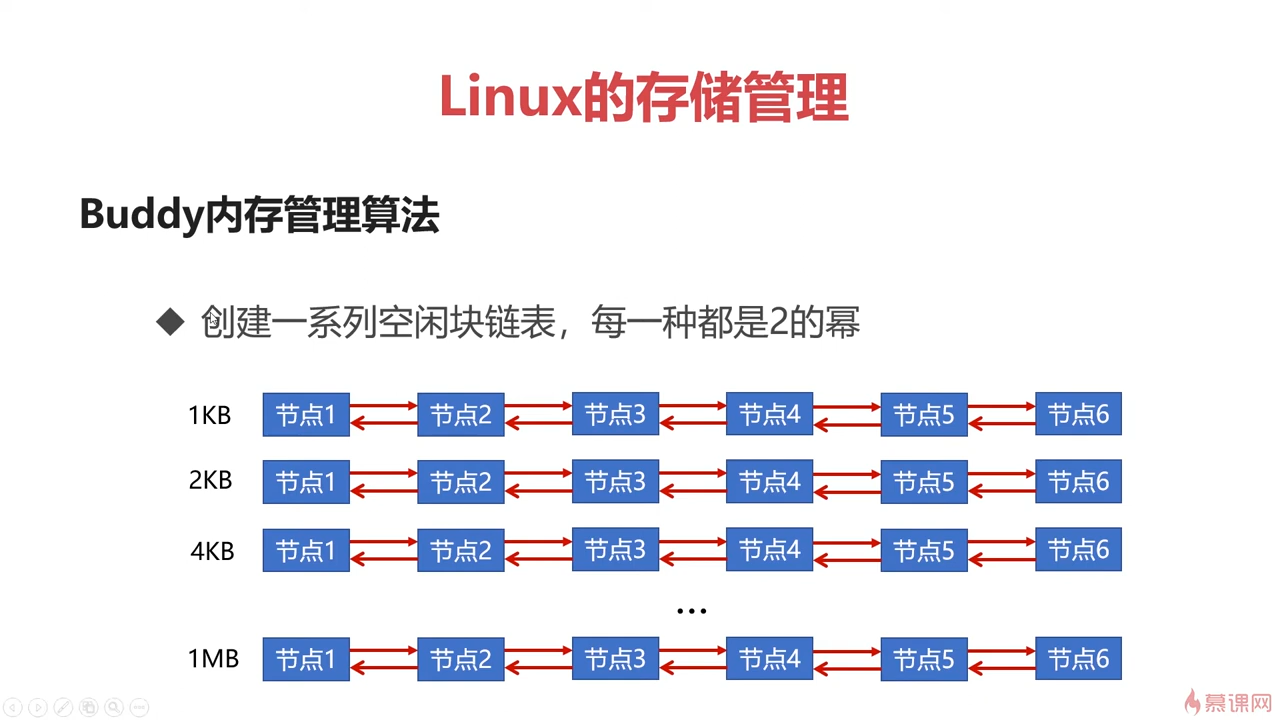 Linux的存储管理
Buddy内存管理算法
◆ 创建一系列空闲块链表，每一种都是2的幂
1KB 节点1 节点2 节点3 节点4 节点5 节点6
2KB 节点1 节点2 节点3 节点4 节点5 节点6
4KB 节点1 节点2 节点3 节点4 节点5 节点6
...
1MB 节点1 节点2 节点3 节点4 节点5 节点6
慕课网